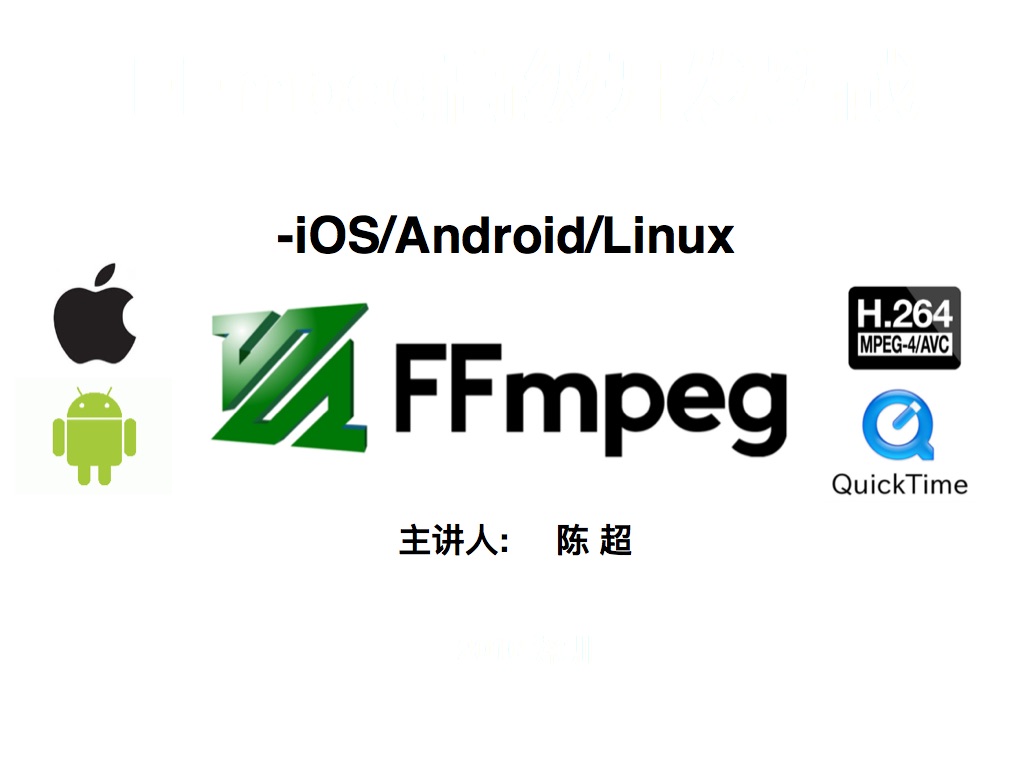 -iOS/Android/Linux
H.264
MPEG-4/AVC
FFmpeg
QuickTime
主讲人: 陈 超